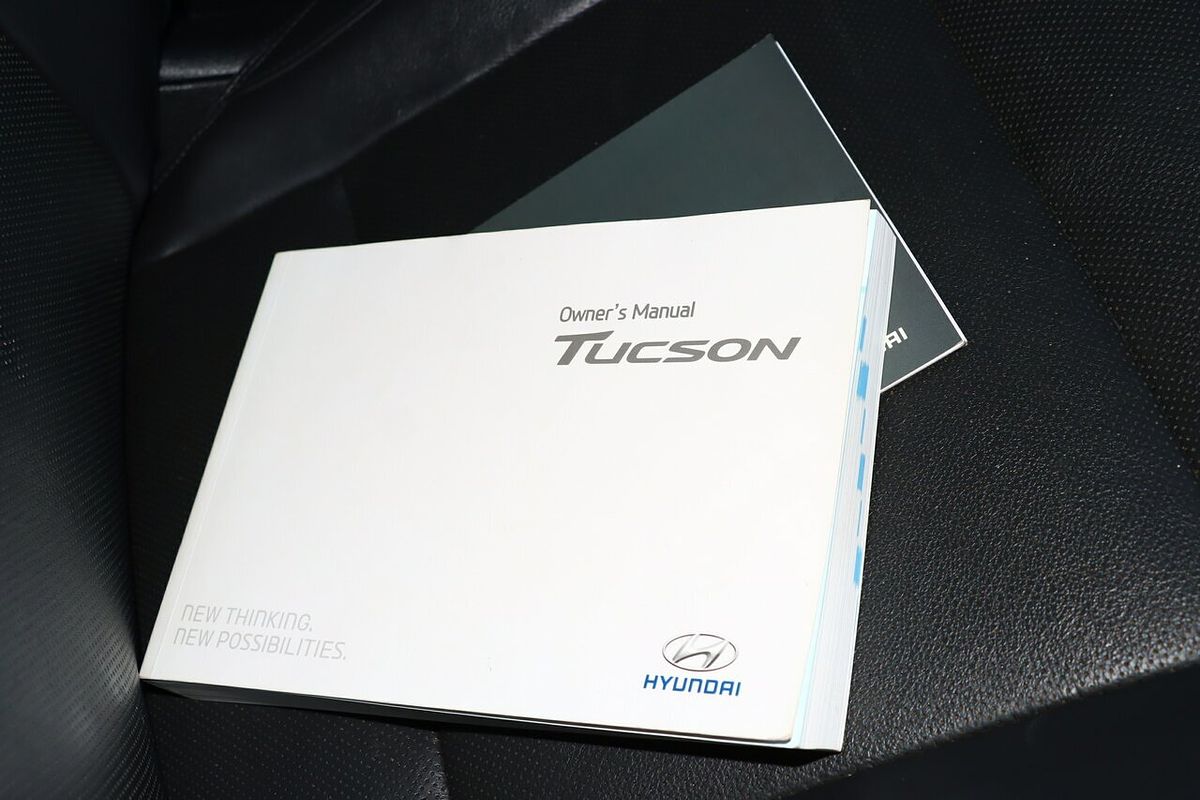 Owner's Manual
TUCSON
NEW THINKING.
NEW POSSIBILITIES.
HYUNDAI